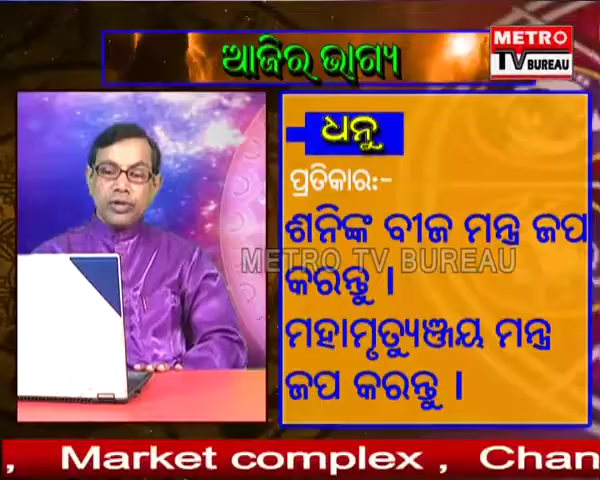 ଆଜିର ଭାଗ୍ୟ
METRO
TV BUREAU
ଧନୁ
ପ୍ରତିକାର:-
ଶନିଙ୍କ ବୀଜ ମନ୍ତ୍ର ଜପ
METRO TV BUREAU
କରନ୍ତୁ ।
ମହାମୃତ୍ୟୁଞ୍ଜୟ ମନ୍ତ୍ର
ଜପ କରନ୍ତୁ ।
, Market complex , Chan